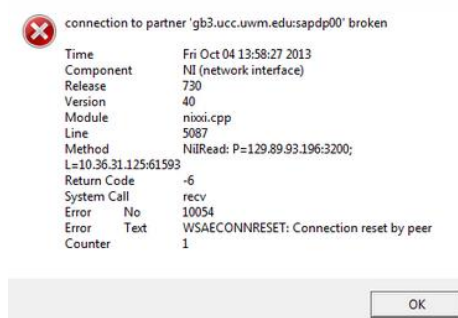 connection to partner 'gb3.ucc.uwm.edu:sapdp00' broken
Time Fri Oct 04 13:58:27 2013
Component NI (network interface)
Release 730
Version 40
Module nixxi.cpp
Line 5087
Method NiIRead: P=129.89.93.196:3200;
L=10.36.31.125:61593
Return Code -6
System Call recv
Error No 10054
Error Text WSAECONNRESET: Connection reset by peer
Counter 1
OK